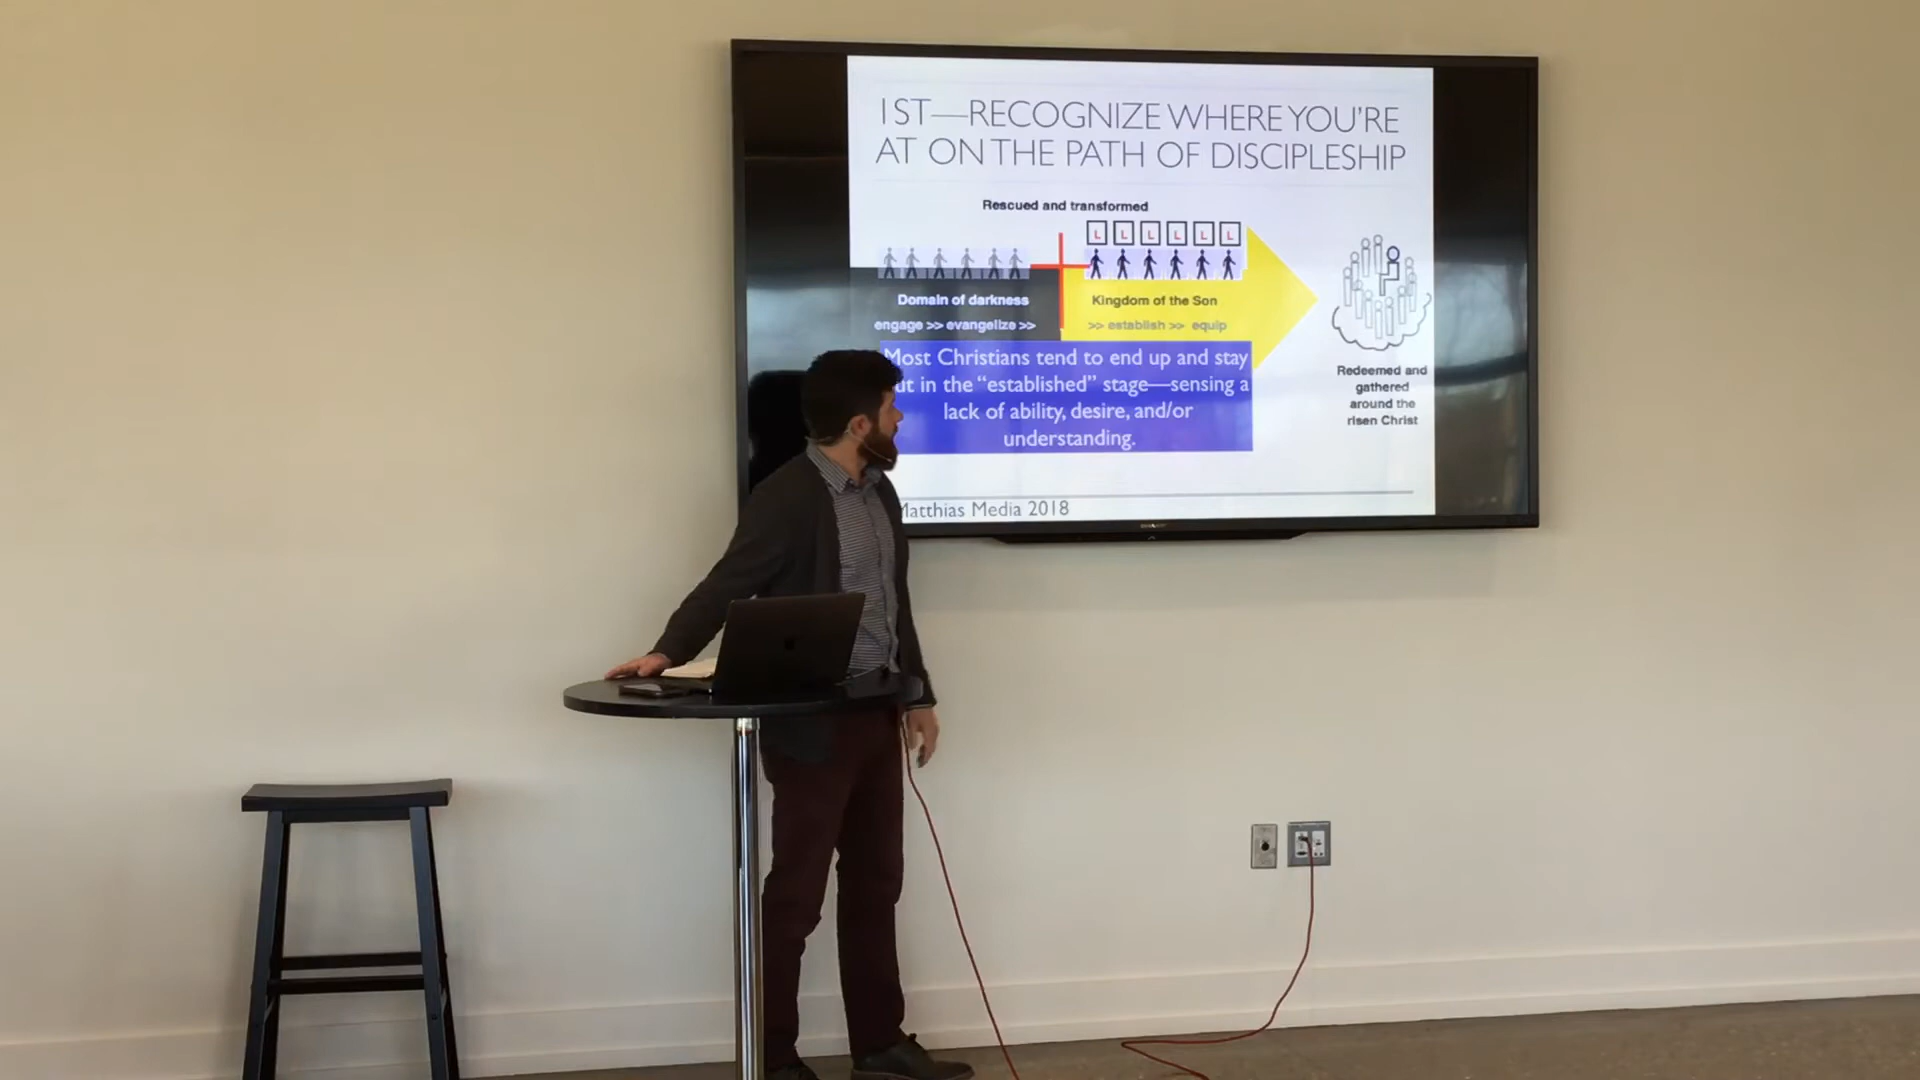 1ST—RECOGNIZE WHERE YOU'RE
AT ON THE PATH OF DISCIPLESHIP
Rescued and transformed
L L L L L L
Domain of darkness
Kingdom of the Son
engage >> evangelize >>
>> establish >> equip
Most Christians tend to end up and stay
in the “established” stage—sensing a
lack of ability, desire, and/or
understanding.
Redeemed and
gathered
around the
risen Christ
Matthias Media 2018